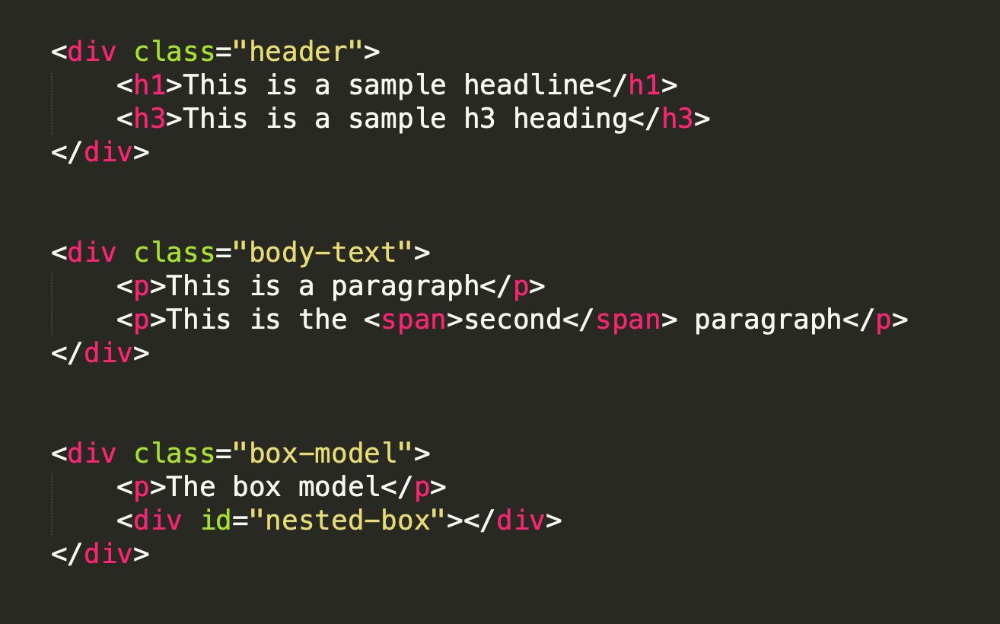 <div class="header">
    <h1>This is a sample headline</h1>
    <h3>This is a sample h3 heading</h3>
</div>
<div class="body-text">
    <p>This is a paragraph</p>
    <p>This is the <span>second</span> paragraph</p>
</div>
<div class="box-model">
    <p>The box model</p>
    <div id="nested-box"></div>
</div>